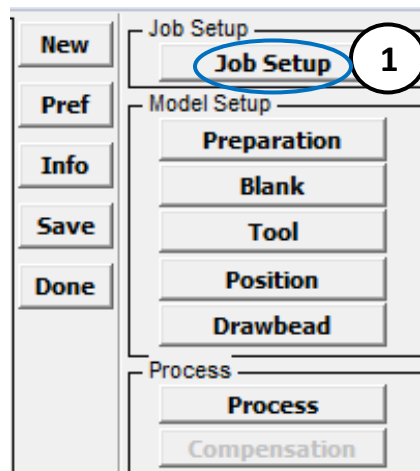 New
Pref
Info
Save
Done
Job Setup
Job Setup
1
Model Setup
Preparation
Blank
Tool
Position
Drawbead
Process
Process
Compensation